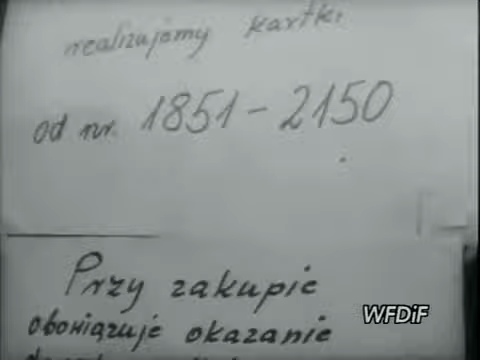 realizujemy kartki
od nr. 1851 - 2150
Przy zakupie
obowiązuje okazanie
WFDiF